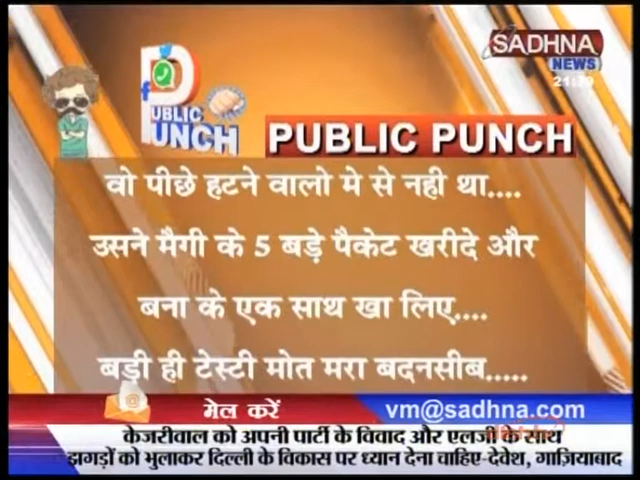 SADHNA
NEWS
P
f
UBLIC
PUNCH
PUBLIC PUNCH
वो पीछे हटने वालो मे से नही था....
उसने मैगी के 5 बड़े पैकेट खरीदे और
बना के एक साथ खा लिए....
बड़ी ही टेस्टी मोत मरा बदनसीब.....
मेल करें
vm@sadhna.com
केजरीवाल को अपनी पार्टी के विवाद और एलजी के साथ
झगड़ों को भुलाकर दिल्ली के विकास पर ध्यान देना चाहिए-देवेश, गाज़ियाबाद